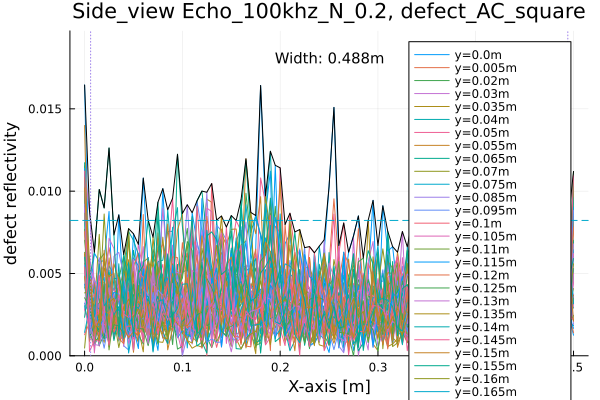 Side_view Echo_100khz_N_0.2, defect_AC_square
Width: 0.488m
defect reflectivity
0.015
0.010
0.005
0.000
0.0
0.1
0.2
0.3
.5
X-axis [m]
y=0.0m
y=0.005m
y=0.02m
y=0.03m
y=0.035m
y=0.04m
y=0.05m
y=0.055m
y=0.065m
y=0.07m
y=0.075m
y=0.085m
y=0.095m
y=0.1m
y=0.105m
y=0.11m
y=0.115m
y=0.12m
y=0.125m
y=0.13m
y=0.135m
y=0.14m
y=0.145m
y=0.15m
y=0.155m
y=0.16m
y=0.165m